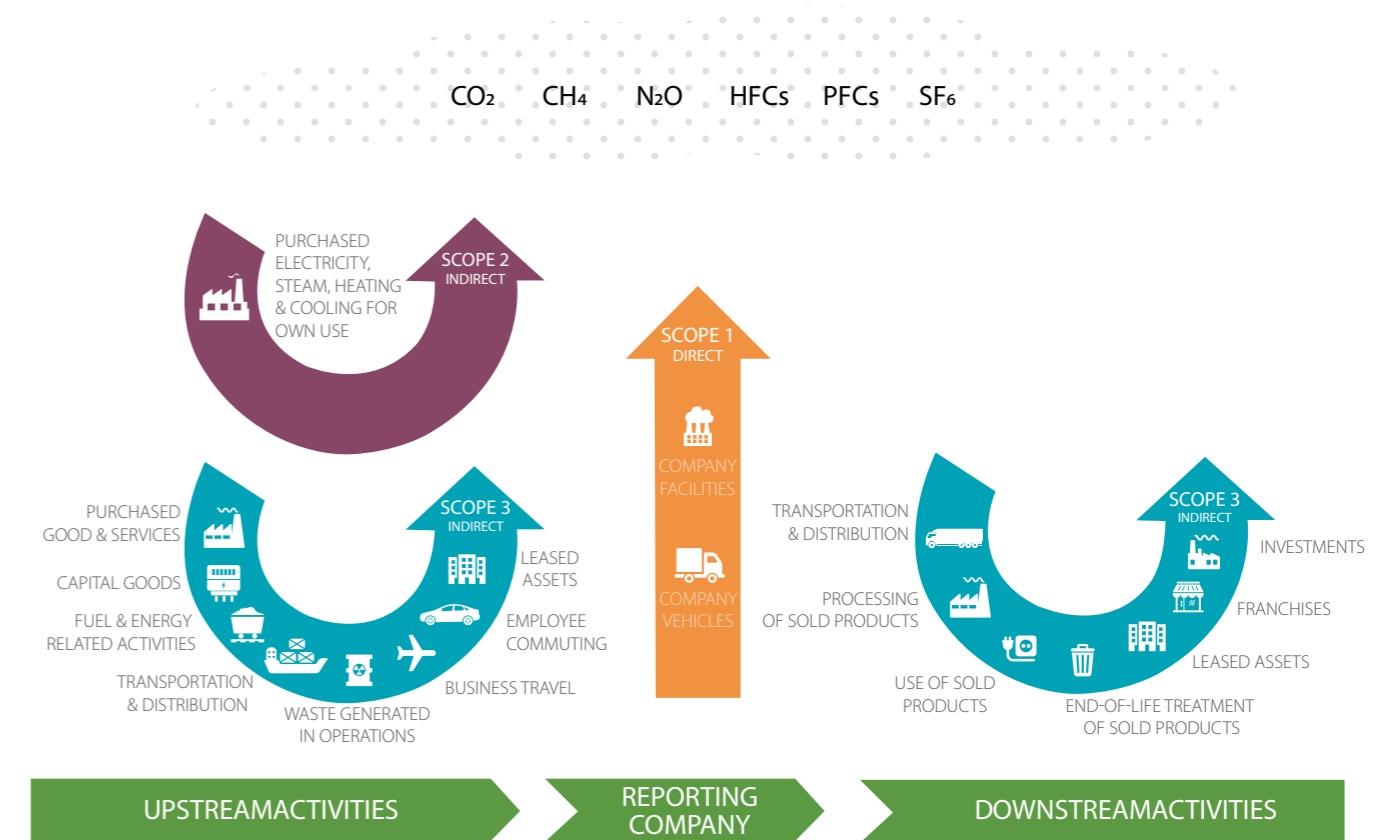 CO₂ CH₄ N₂O HFCs PFCs SF₆
PURCHASED
ELECTRICITY,
STEAM, HEATING
& COOLING FOR
OWN USE
SCOPE 2
INDIRECT
SCOPE 1
DIRECT
COMPANY
FACILITIES
COMPANY
VEHICLES
SCOPE 3
INDIRECT
PURCHASED
GOOD & SERVICES
CAPITAL GOODS
FUEL & ENERGY
RELATED ACTIVITIES
TRANSPORTATION
& DISTRIBUTION
WASTE GENERATED
IN OPERATIONS
BUSINESS TRAVEL
EMPLOYEE
COMMUTING
LEASED
ASSETS
SCOPE 3
INDIRECT
TRANSPORTATION
& DISTRIBUTION
PROCESSING
OF SOLD PRODUCTS
USE OF SOLD
PRODUCTS
END-OF-LIFE TREATMENT
OF SOLD PRODUCTS
LEASED ASSETS
FRANCHISES
INVESTMENTS
UPSTREAMACTIVITIES
REPORTING
COMPANY
DOWNSTREAMACTIVITIES